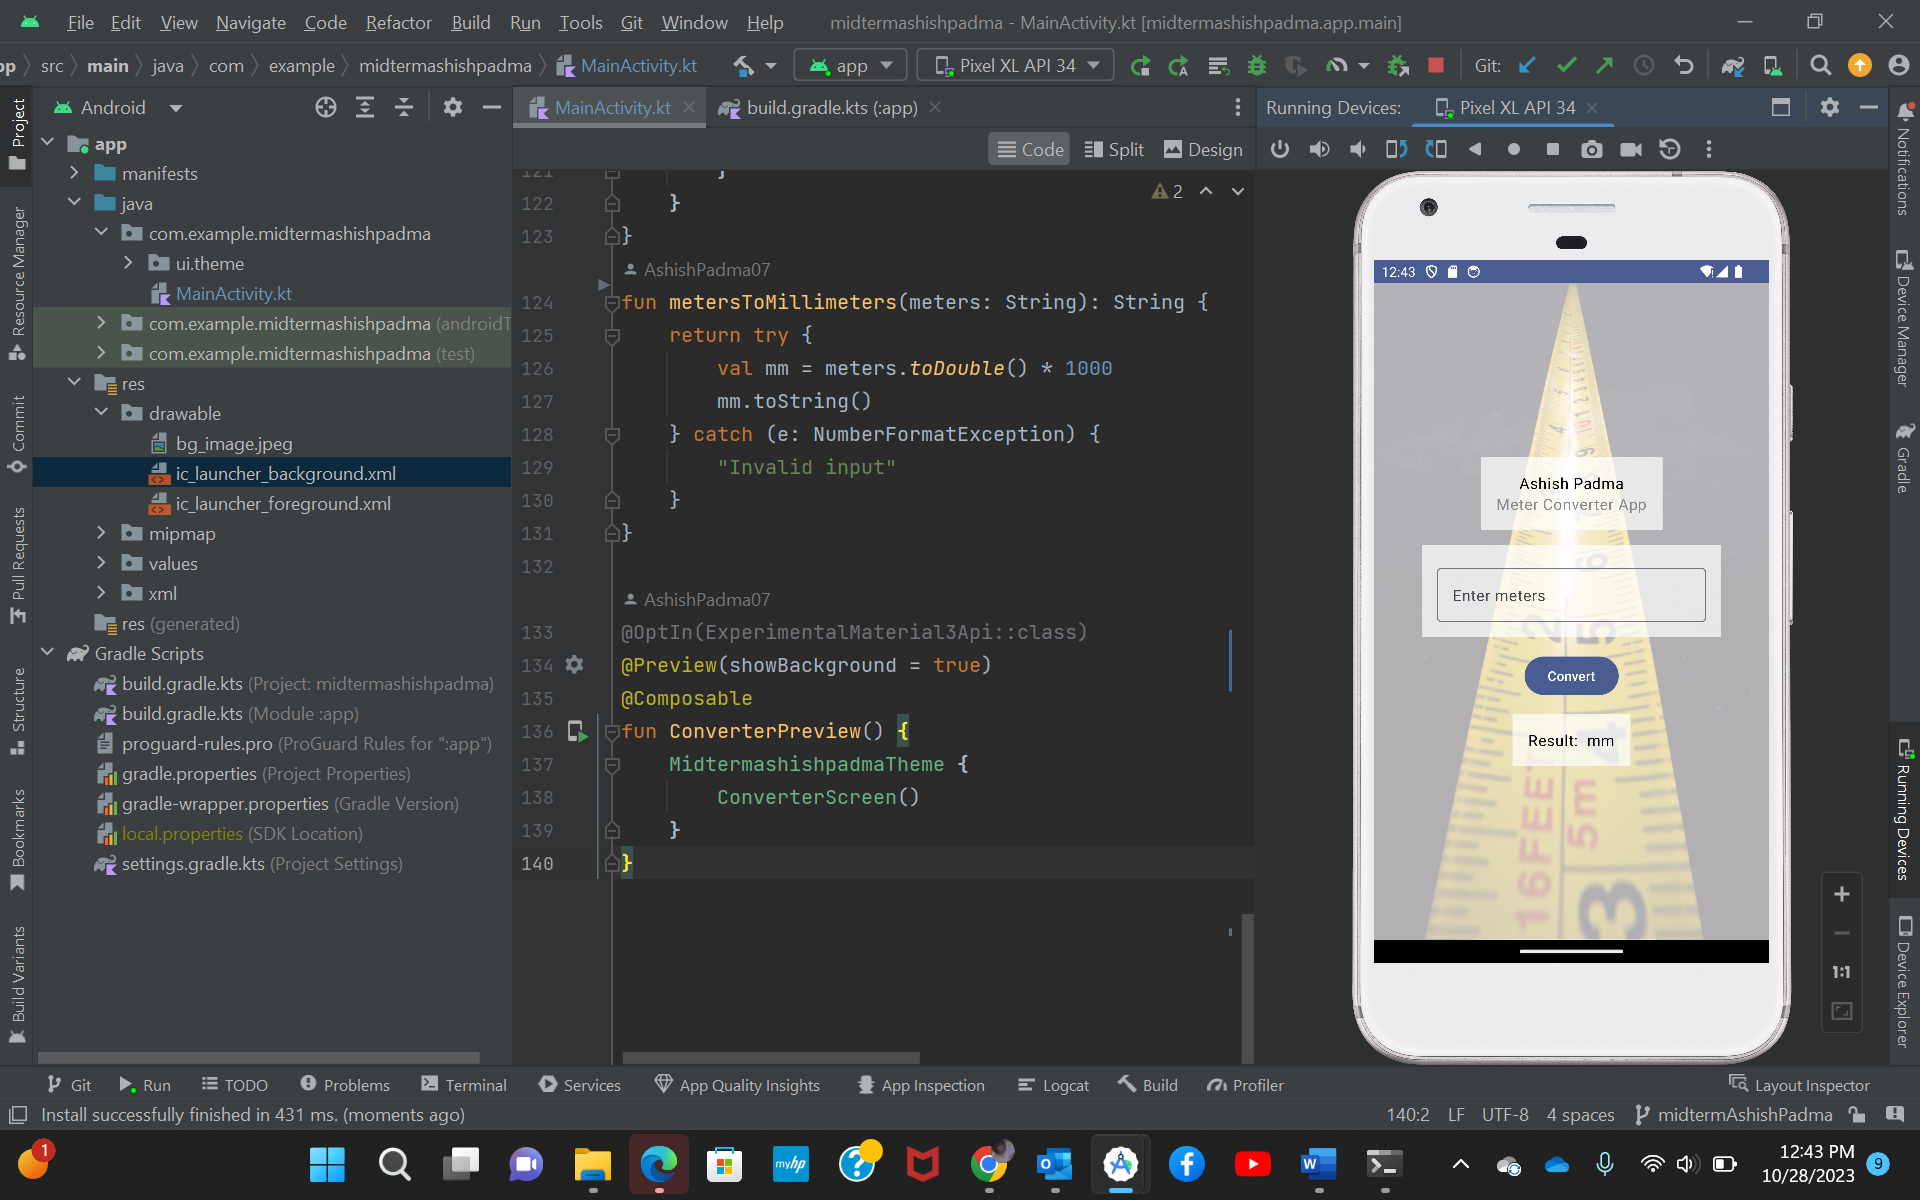 File Edit View Navigate Code Refactor Build Run Tools Git Window Help midtermashishpadma - MainActivity.kt [midtermashishpadma.app.main]
pp src main java com example midtermashishpadma MainActivity.kt app Pixel XL API 34 Git:
Project
Resource Manager
Commit
Pull Requests
Structure
Bookmarks
Build Variants
Android
app
manifests
java
com.example.midtermashishpadma
ui.theme
MainActivity.kt
com.example.midtermashishpadma (androidT
com.example.midtermashishpadma (test)
res
drawable
bg_image.jpeg
ic_launcher_background.xml
ic_launcher_foreground.xml
mipmap
values
xml
res (generated)
Gradle Scripts
build.gradle.kts (Project: midtermashishpadma)
build.gradle.kts (Module :app)
proguard-rules.pro (ProGuard Rules for ":app")
gradle.properties (Project Properties)
gradle-wrapper.properties (Gradle Version)
local.properties (SDK Location)
settings.gradle.kts (Project Settings)
MainActivity.kt build.gradle.kts (:app)
Code Split Design
2
121 }
122 }
123 }
AshishPadma07
124 fun metersToMillimeters(meters: String): String {
125 return try {
126 val mm = meters.toDouble() * 1000
127 mm.toString()
128 } catch (e: NumberFormatException) {
129 "Invalid input"
130 }
131 }
132
AshishPadma07
133 @OptIn(ExperimentalMaterial3Api::class)
134 @Preview(showBackground = true)
135 @Composable
136 fun ConverterPreview() {
137 MidtermashishpadmaTheme {
138 ConverterScreen()
139 }
140 }
Running Devices: Pixel XL API 34
12:43
Ashish Padma
Meter Converter App
Enter meters
Convert
Result: mm
16FEET
5m
3
1:1
Notifications
Device Manager
Gradle
Running Devices
Device Explorer
Git Run TODO Problems Terminal Services App Quality Insights App Inspection Logcat Build Profiler Layout Inspector
Install successfully finished in 431 ms. (moments ago) 140:2 LF UTF-8 4 spaces midtermAshishPadma
1
myhp
12:43 PM
10/28/2023
9